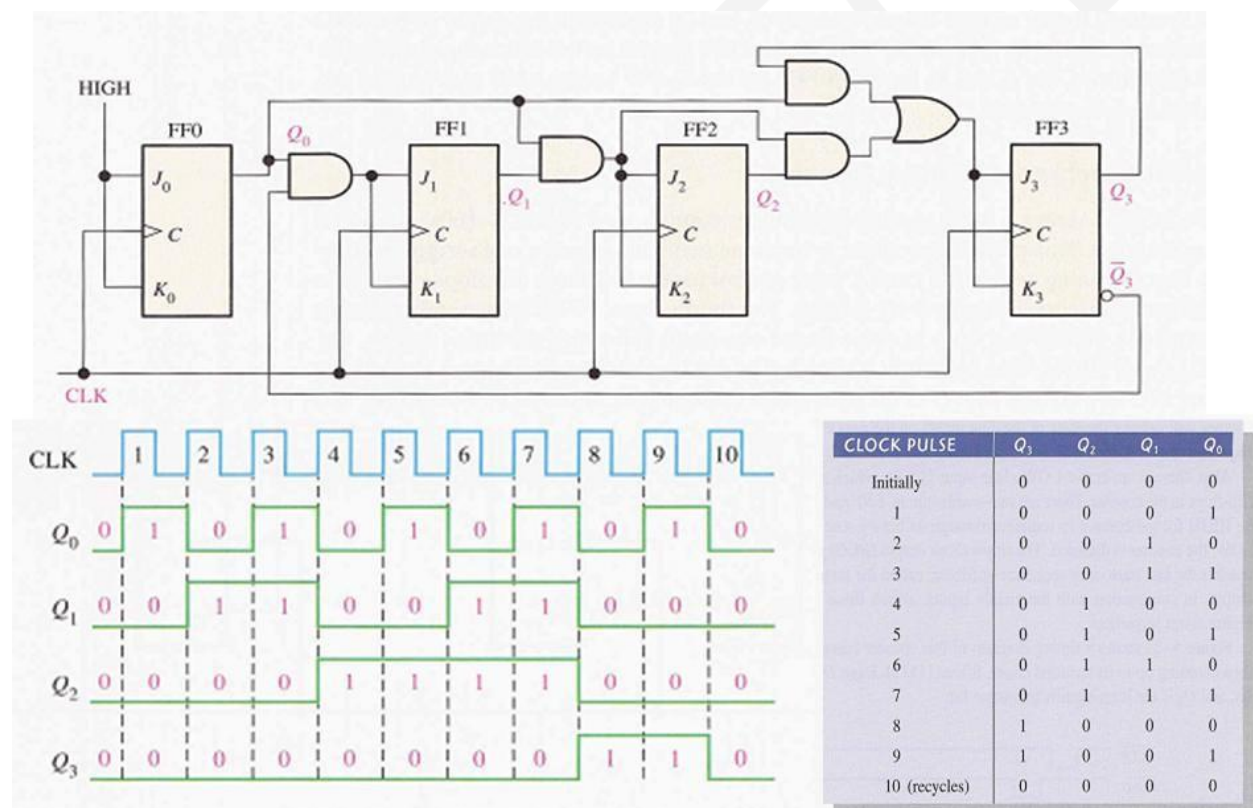 HIGH
FF0 FF1 FF2 FF3
Q₀
J₀ J₁ Q₁ J₂ Q₂ J₃ Q₃
C C C C
K₀ K₁ K₂ K₃ Q̅₃
CLK
CLK 1 2 3 4 5 6 7 8 9 10
Q₀ 0 1 0 1 0 1 0 1 0 1 0
Q₁ 0 0 1 1 0 0 1 1 0 0 0
Q₂ 0 0 0 0 1 1 1 1 0 0 0
Q₃ 0 0 0 0 0 0 0 0 1 1 0
CLOCK PULSE Q₃ Q₂ Q₁ Q₀
Initially 0 0 0 0
1 0 0 0 1
2 0 0 1 0
3 0 0 1 1
4 0 1 0 0
5 0 1 0 1
6 0 1 1 0
7 0 1 1 1
8 1 0 0 0
9 1 0 0 1
10 (recycles) 0 0 0 0